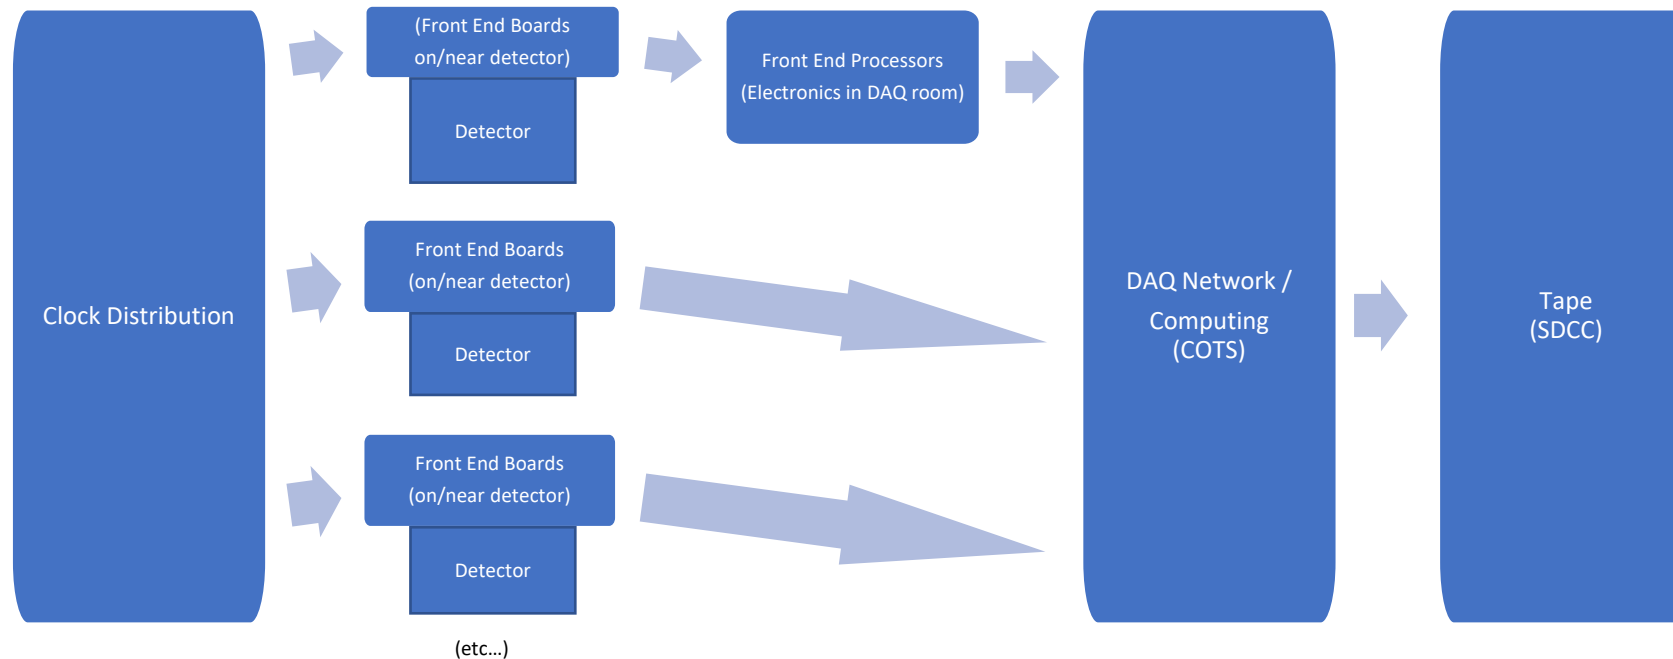 Clock Distribution
(Front End Boards
on/near detector)
Detector
Front End Processors
(Electronics in DAQ room)
Front End Boards
(on/near detector)
Detector
Front End Boards
(on/near detector)
Detector
(etc...)
DAQ Network /
Computing
(COTS)
Tape
(SDCC)